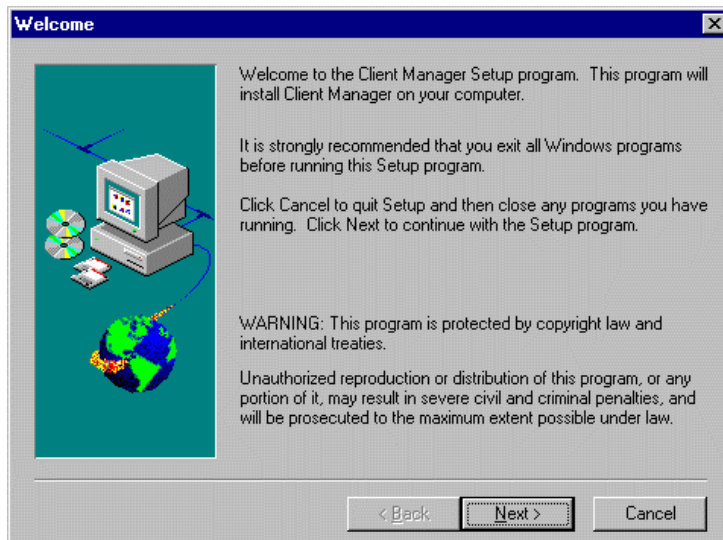 Welcome
Welcome to the Client Manager Setup program.  This program will
install Client Manager on your computer.
It is strongly recommended that you exit all Windows programs
before running this Setup program.
Click Cancel to quit Setup and then close any programs you have
running.  Click Next to continue with the Setup program.
WARNING: This program is protected by copyright law and
international treaties.
Unauthorized reproduction or distribution of this program, or any
portion of it, may result in severe civil and criminal penalties, and
will be prosecuted to the maximum extent possible under law.
< Back
Next >
Cancel